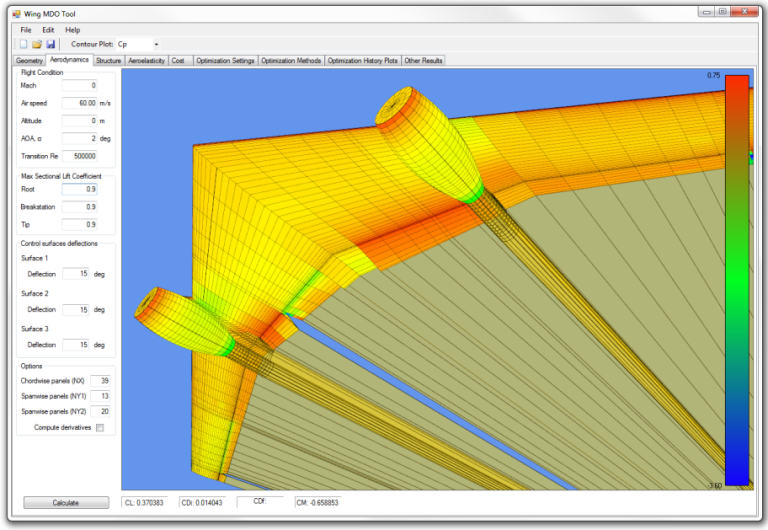 Wing MDO Tool
File Edit Help
Contour Plot: Cp
Geometry Aerodynamics Structure Aeroelasticity Cost Optimization Settings Optimization Methods Optimization History Plots Other Results
Flight Condition
Mach 0
Air speed 60.00 m/s
Altitude 0 m
AOA, α 2 deg
Transition Re 500000
Max Sectional Lift Coefficient
Root 0.9
Breakatation 0.9
Tip 0.9
Control surfaces deflections
Surface 1
Deflection 15 deg
Surface 2
Deflection 15 deg
Surface 3
Deflection 15 deg
Options
Chordwise panels (NX) 39
Spanwise panels (NY1) 13
Spanwise panels (NY2) 20
Compute derivatives
Calculate
0.75
-3.60
CL: 0.370383 CDi: 0.014043 CDf: CM: -0.658853